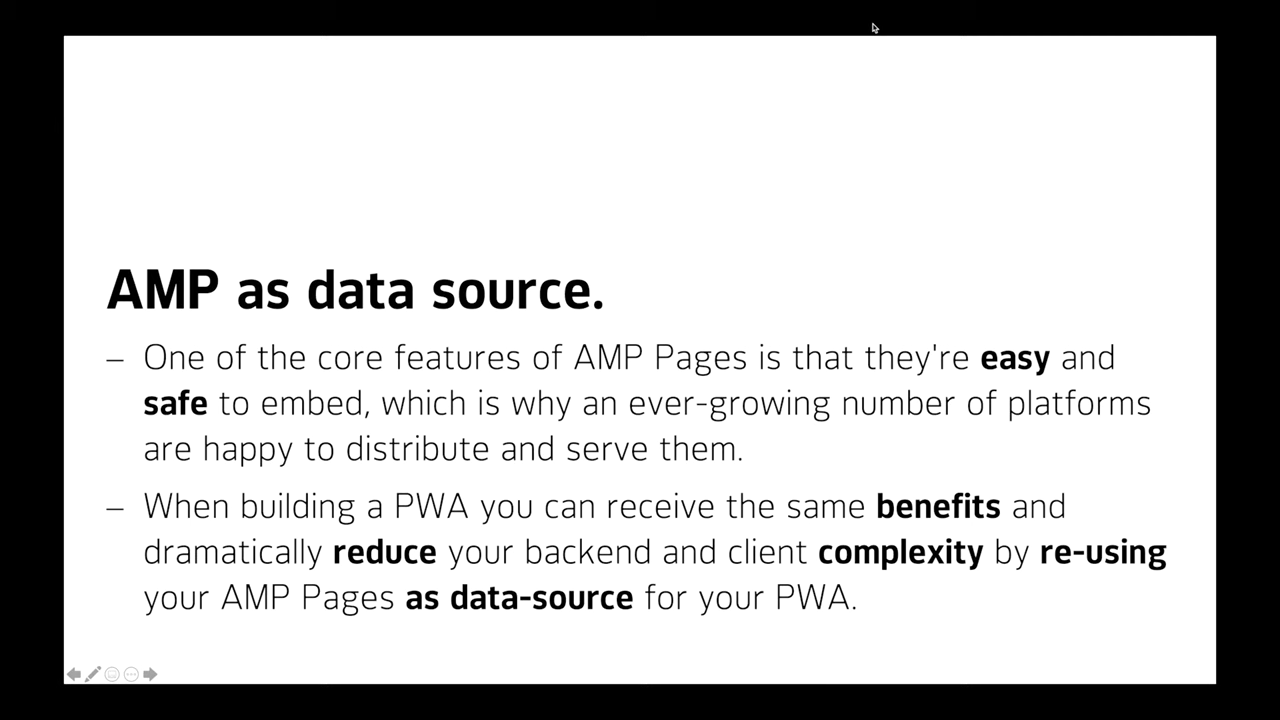 AMP as data source.
– One of the core features of AMP Pages is that they're easy and
safe to embed, which is why an ever-growing number of platforms
are happy to distribute and serve them.
– When building a PWA you can receive the same benefits and
dramatically reduce your backend and client complexity by re-using
your AMP Pages as data-source for your PWA.